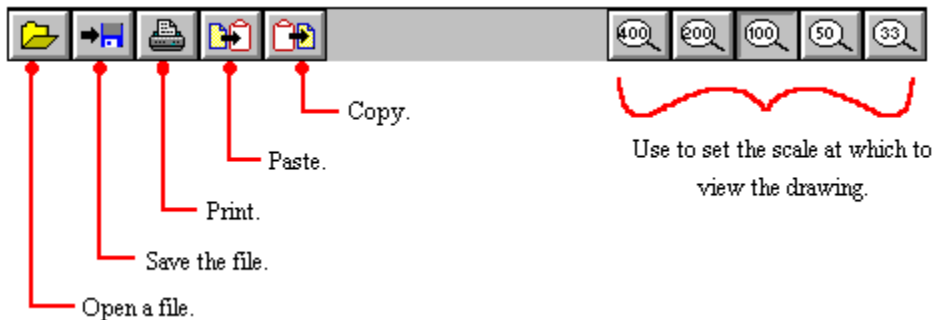 400 200 100 50 33
Copy.
Use to set the scale at which to
view the drawing.
Paste.
Print.
Save the file.
Open a file.